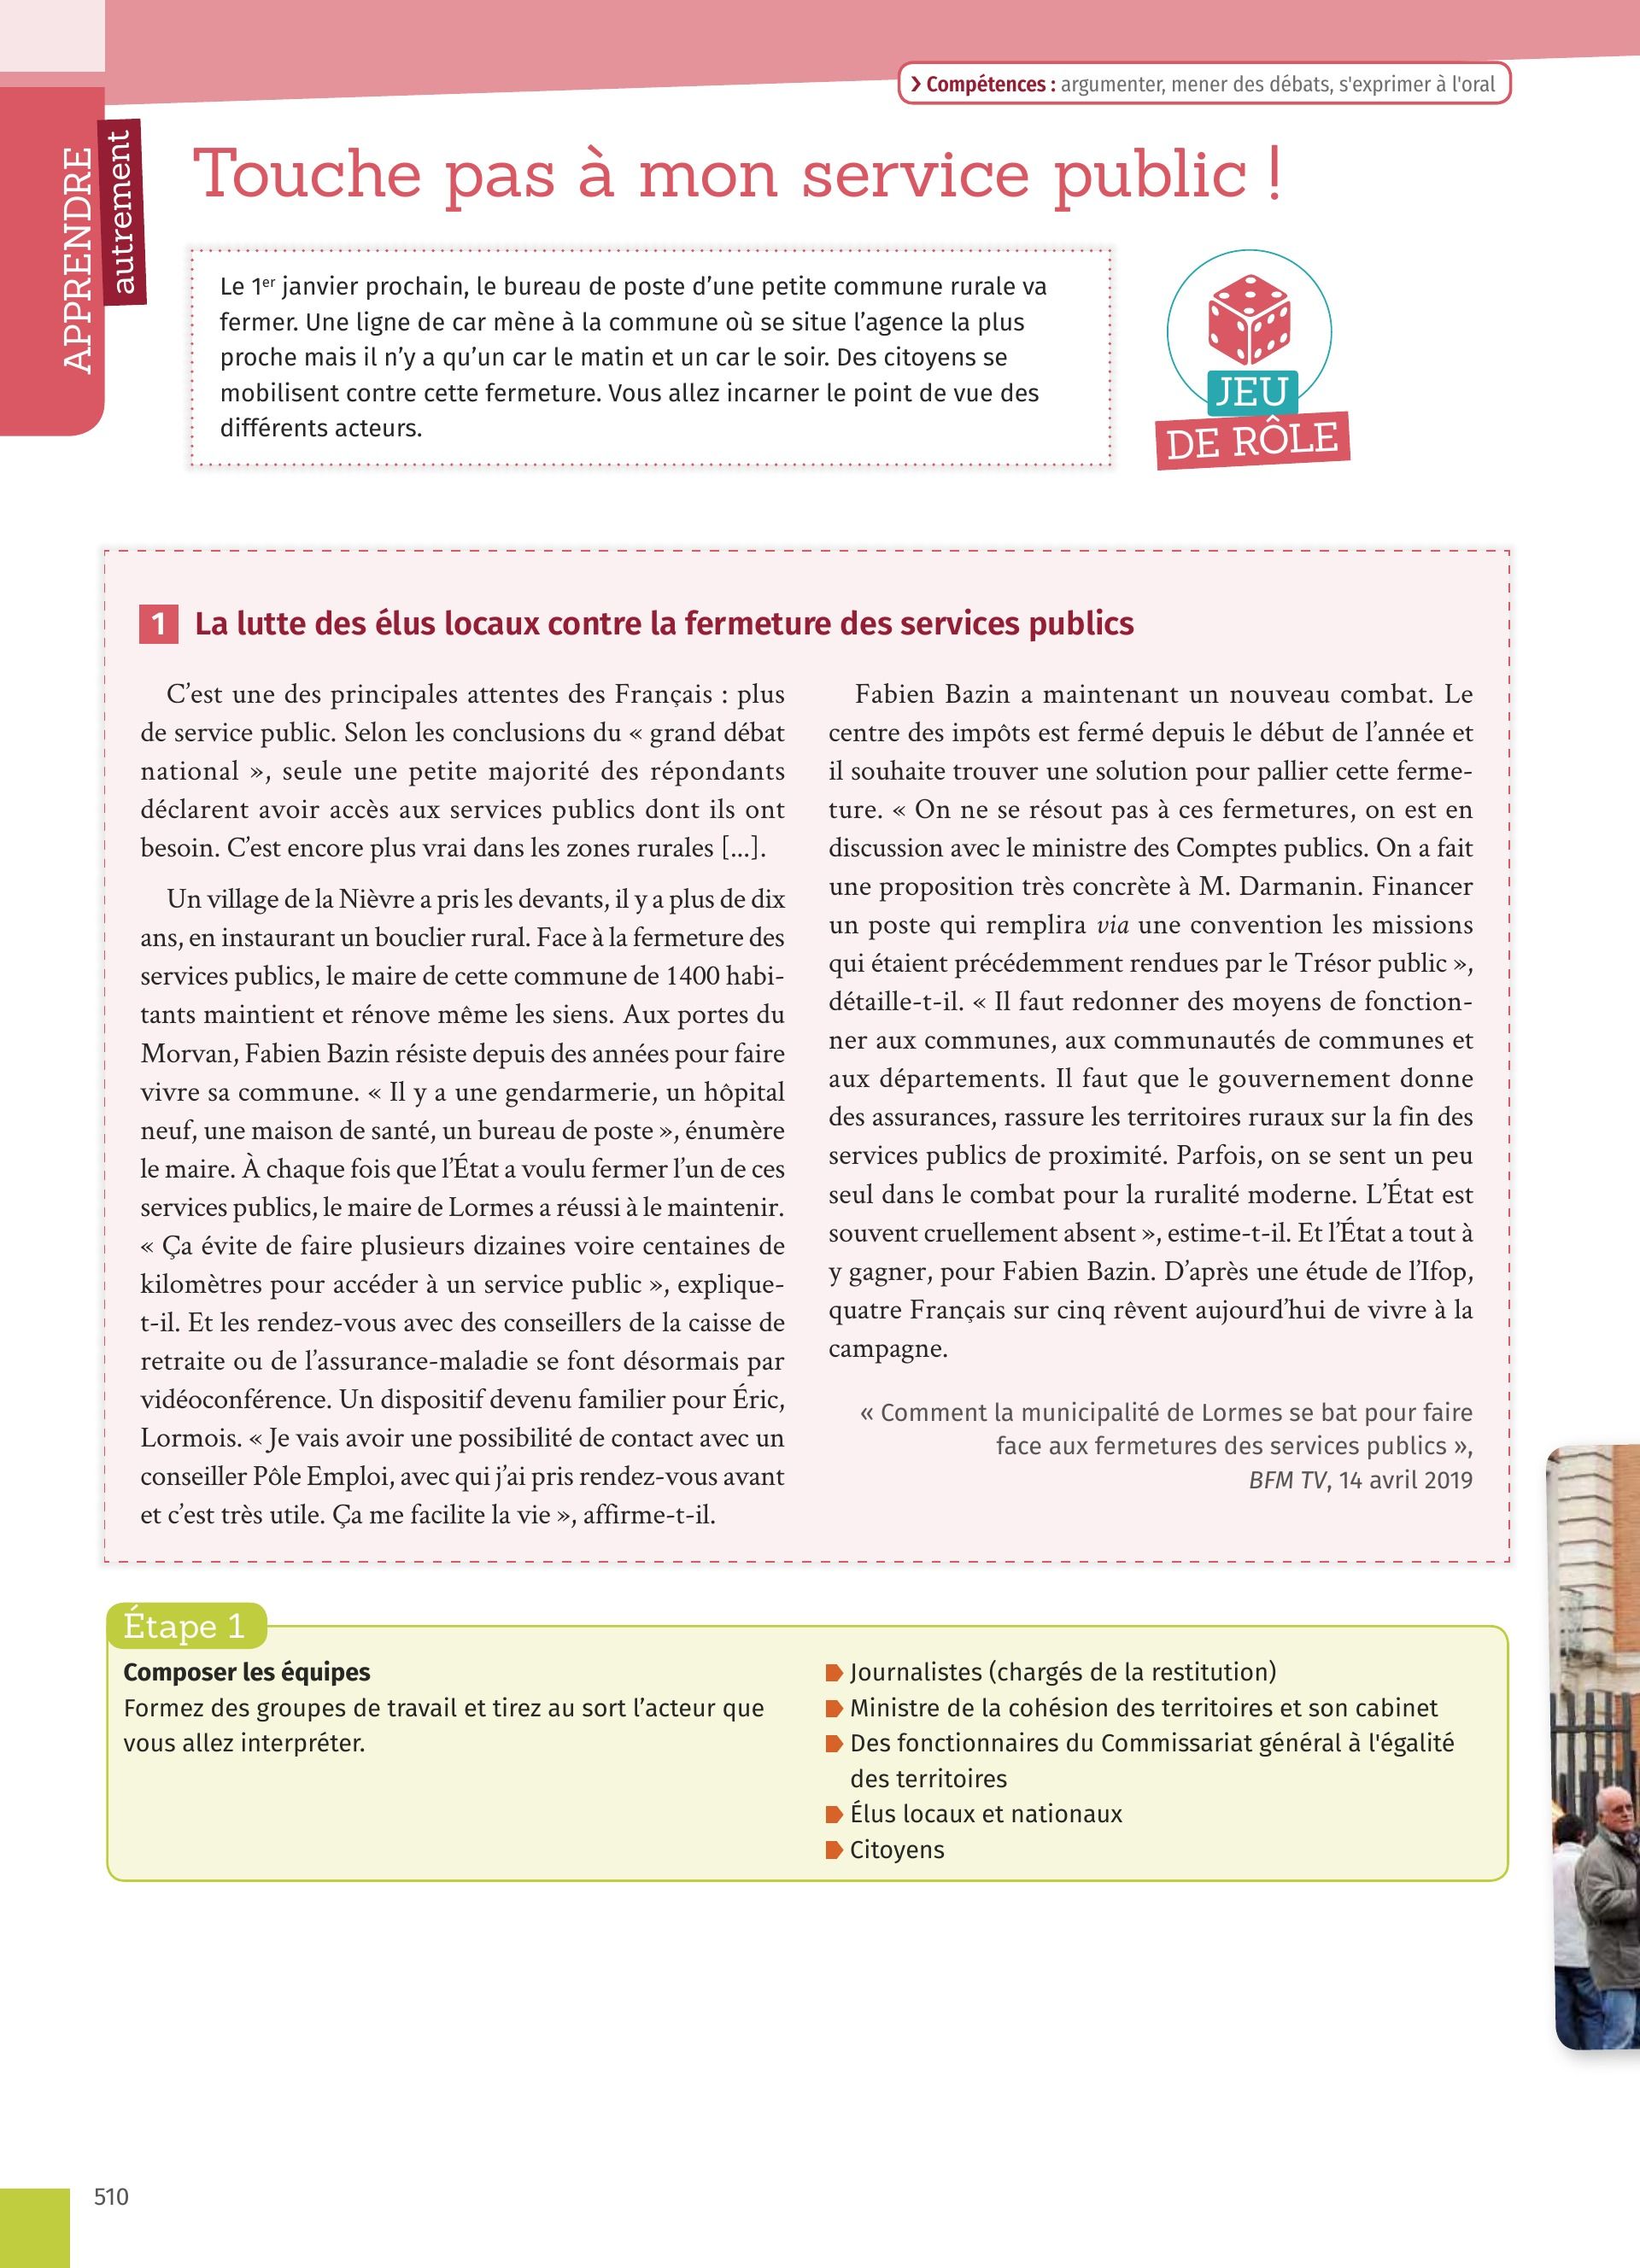 ❯ Compétences : argumenter, mener des débats, s'exprimer à l'oral
APPRENDRE
autrement
Touche pas à mon service public !
Le 1er janvier prochain, le bureau de poste d’une petite commune rurale va
fermer. Une ligne de car mène à la commune où se situe l’agence la plus
proche mais il n’y a qu’un car le matin et un car le soir. Des citoyens se
mobilisent contre cette fermeture. Vous allez incarner le point de vue des
différents acteurs.
JEU
DE RÔLE
1 La lutte des élus locaux contre la fermeture des services publics
C’est une des principales attentes des Français : plus
de service public. Selon les conclusions du « grand débat
national », seule une petite majorité des répondants
déclarent avoir accès aux services publics dont ils ont
besoin. C’est encore plus vrai dans les zones rurales [...].
Un village de la Nièvre a pris les devants, il y a plus de dix
ans, en instaurant un bouclier rural. Face à la fermeture des
services publics, le maire de cette commune de 1400 habi-
tants maintient et rénove même les siens. Aux portes du
Morvan, Fabien Bazin résiste depuis des années pour faire
vivre sa commune. « Il y a une gendarmerie, un hôpital
neuf, une maison de santé, un bureau de poste », énumère
le maire. À chaque fois que l’État a voulu fermer l’un de ces
services publics, le maire de Lormes a réussi à le maintenir.
« Ça évite de faire plusieurs dizaines voire centaines de
kilomètres pour accéder à un service public », explique-
t-il. Et les rendez-vous avec des conseillers de la caisse de
retraite ou de l’assurance-maladie se font désormais par
vidéoconférence. Un dispositif devenu familier pour Éric,
Lormois. « Je vais avoir une possibilité de contact avec un
conseiller Pôle Emploi, avec qui j’ai pris rendez-vous avant
et c’est très utile. Ça me facilite la vie », affirme-t-il.
Fabien Bazin a maintenant un nouveau combat. Le
centre des impôts est fermé depuis le début de l’année et
il souhaite trouver une solution pour pallier cette ferme-
ture. « On ne se résout pas à ces fermetures, on est en
discussion avec le ministre des Comptes publics. On a fait
une proposition très concrète à M. Darmanin. Financer
un poste qui remplira via une convention les missions
qui étaient précédemment rendues par le Trésor public »,
détaille-t-il. « Il faut redonner des moyens de fonction-
ner aux communes, aux communautés de communes et
aux départements. Il faut que le gouvernement donne
des assurances, rassure les territoires ruraux sur la fin des
services publics de proximité. Parfois, on se sent un peu
seul dans le combat pour la ruralité moderne. L’État est
souvent cruellement absent », estime-t-il. Et l’État a tout à
y gagner, pour Fabien Bazin. D’après une étude de l’Ifop,
quatre Français sur cinq rêvent aujourd’hui de vivre à la
campagne.
« Comment la municipalité de Lormes se bat pour faire
face aux fermetures des services publics »,
BFM TV, 14 avril 2019
Étape 1
Composer les équipes
Formez des groupes de travail et tirez au sort l’acteur que
vous allez interpréter.
Journalistes (chargés de la restitution)
Ministre de la cohésion des territoires et son cabinet
Des fonctionnaires du Commissariat général à l'égalité
des territoires
Élus locaux et nationaux
Citoyens
510